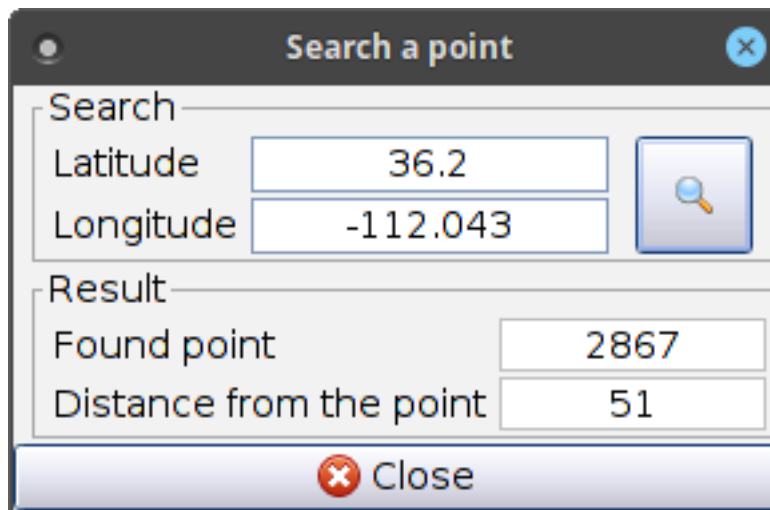 Search a point
Search
Latitude 36.2
Longitude -112.043
Result
Found point 2867
Distance from the point 51
Close